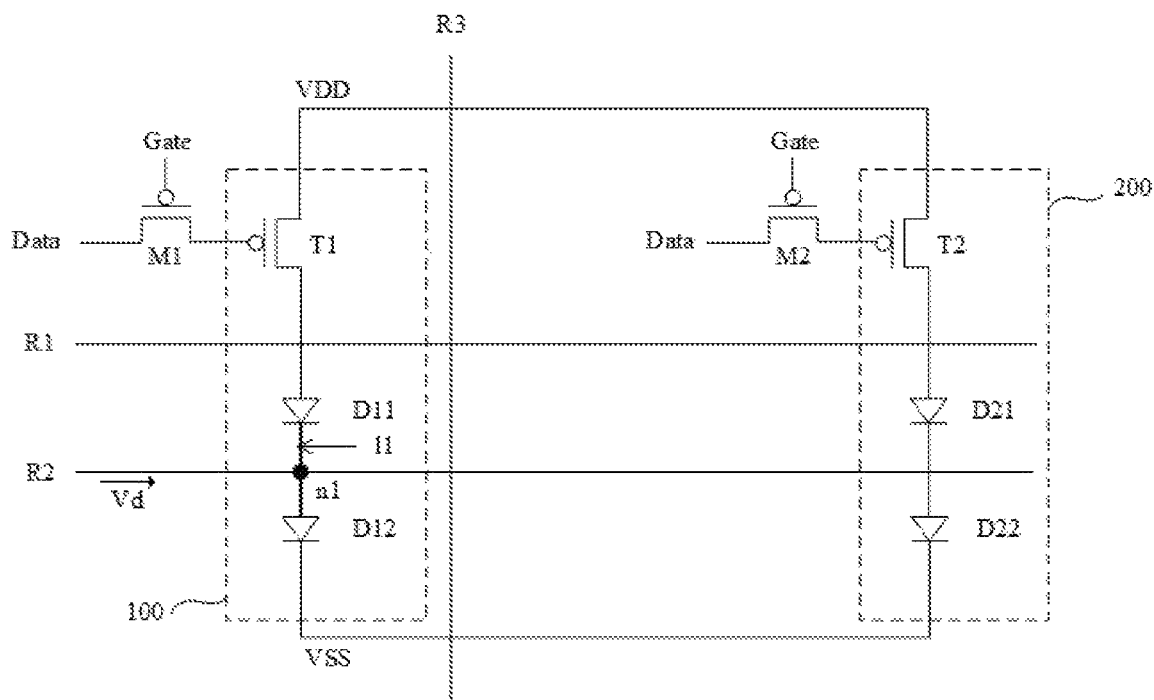 R3
VDD
Gate
Gate
200
Data
M1
T1
Data
M2
T2
R1
D11
D21
l1
R2
Vd
n1
D12
D22
100
VSS